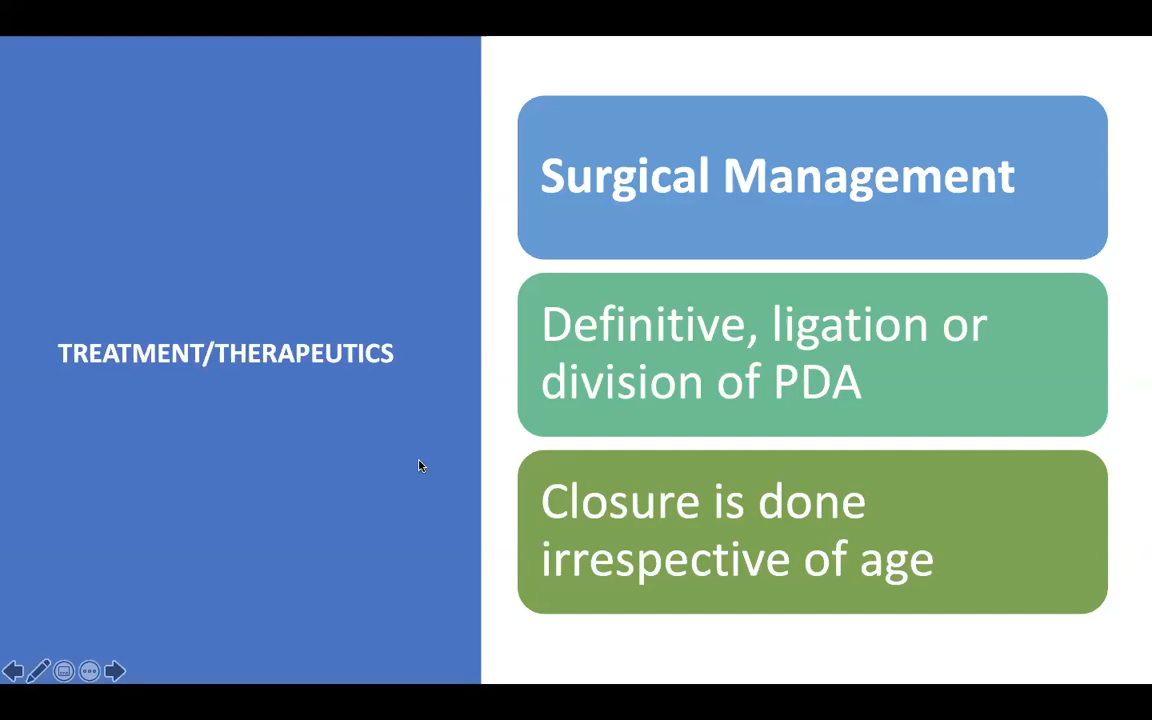 TREATMENT/THERAPEUTICS
Surgical Management
Definitive, ligation or
division of PDA
Closure is done
irrespective of age